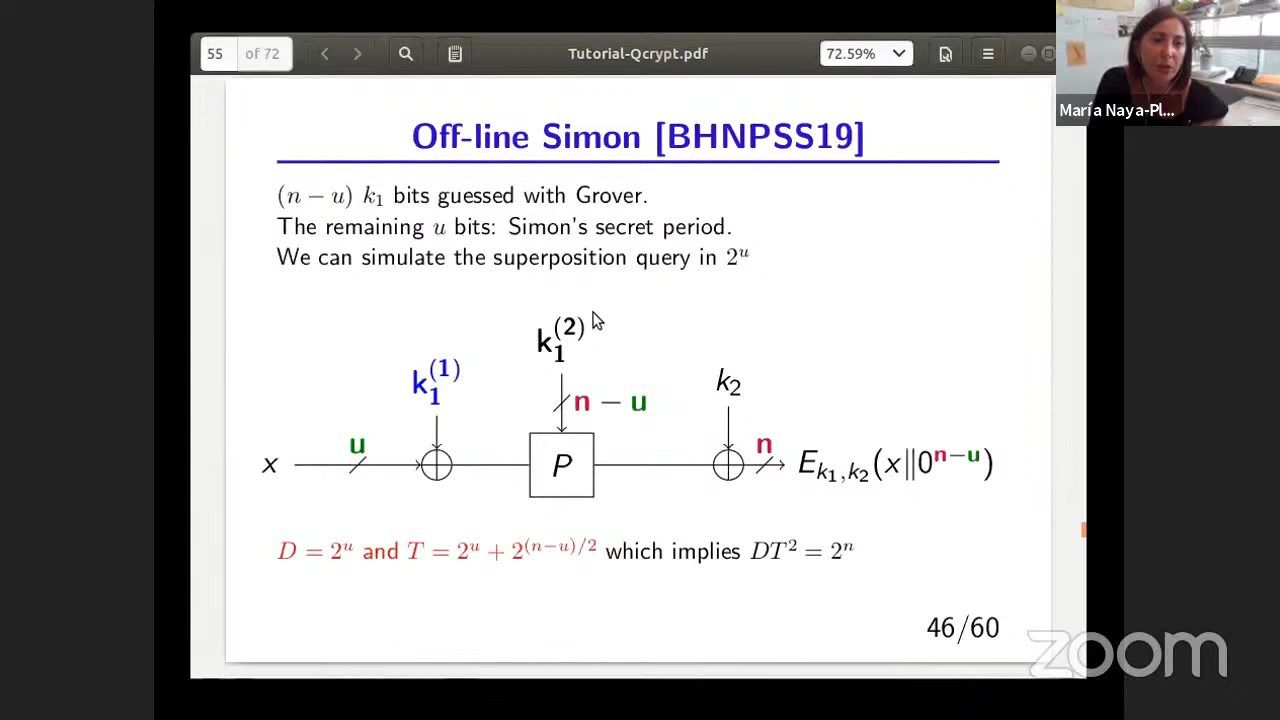 55 of 72
Tutorial-Qcrypt.pdf
72.59%
María Naya-Pl...
Off-line Simon [BHNPSS19]
(n − u) k₁ bits guessed with Grover.
The remaining u bits: Simon's secret period.
We can simulate the superposition query in 2ᵘ
k₁⁽²⁾
k₁⁽¹⁾
k₂
n − u
u
n
x
P
E_{k₁,k₂}(x||0ⁿ⁻ᵘ)
D = 2ᵘ and T = 2ᵘ + 2⁽ⁿ⁻ᵘ⁾ᐟ² which implies DT² = 2ⁿ
46/60
zoom